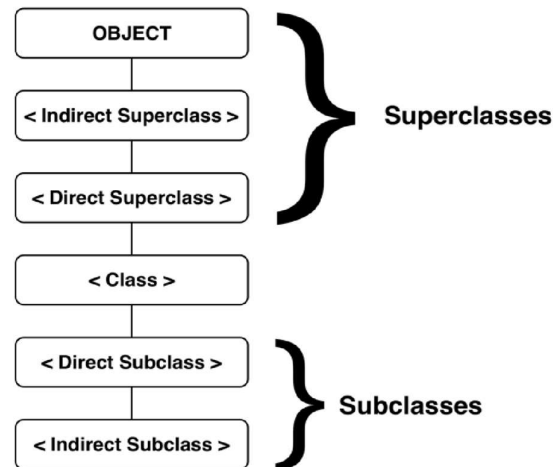 OBJECT
< Indirect Superclass >
Superclasses
< Direct Superclass >
< Class >
< Direct Subclass >
Subclasses
< Indirect Subclass >